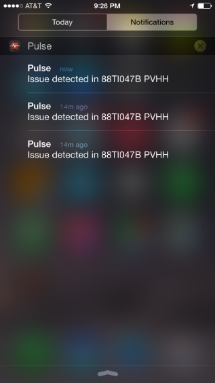 AT&T 9:26 PM
Today Notifications
Pulse
Pulse now
Issue detected in 88TI047B PVHH
Pulse 14m ago
Issue detected in 88TI047B PVHH
Pulse 14m ago
Issue detected in 88TI047B PVHH